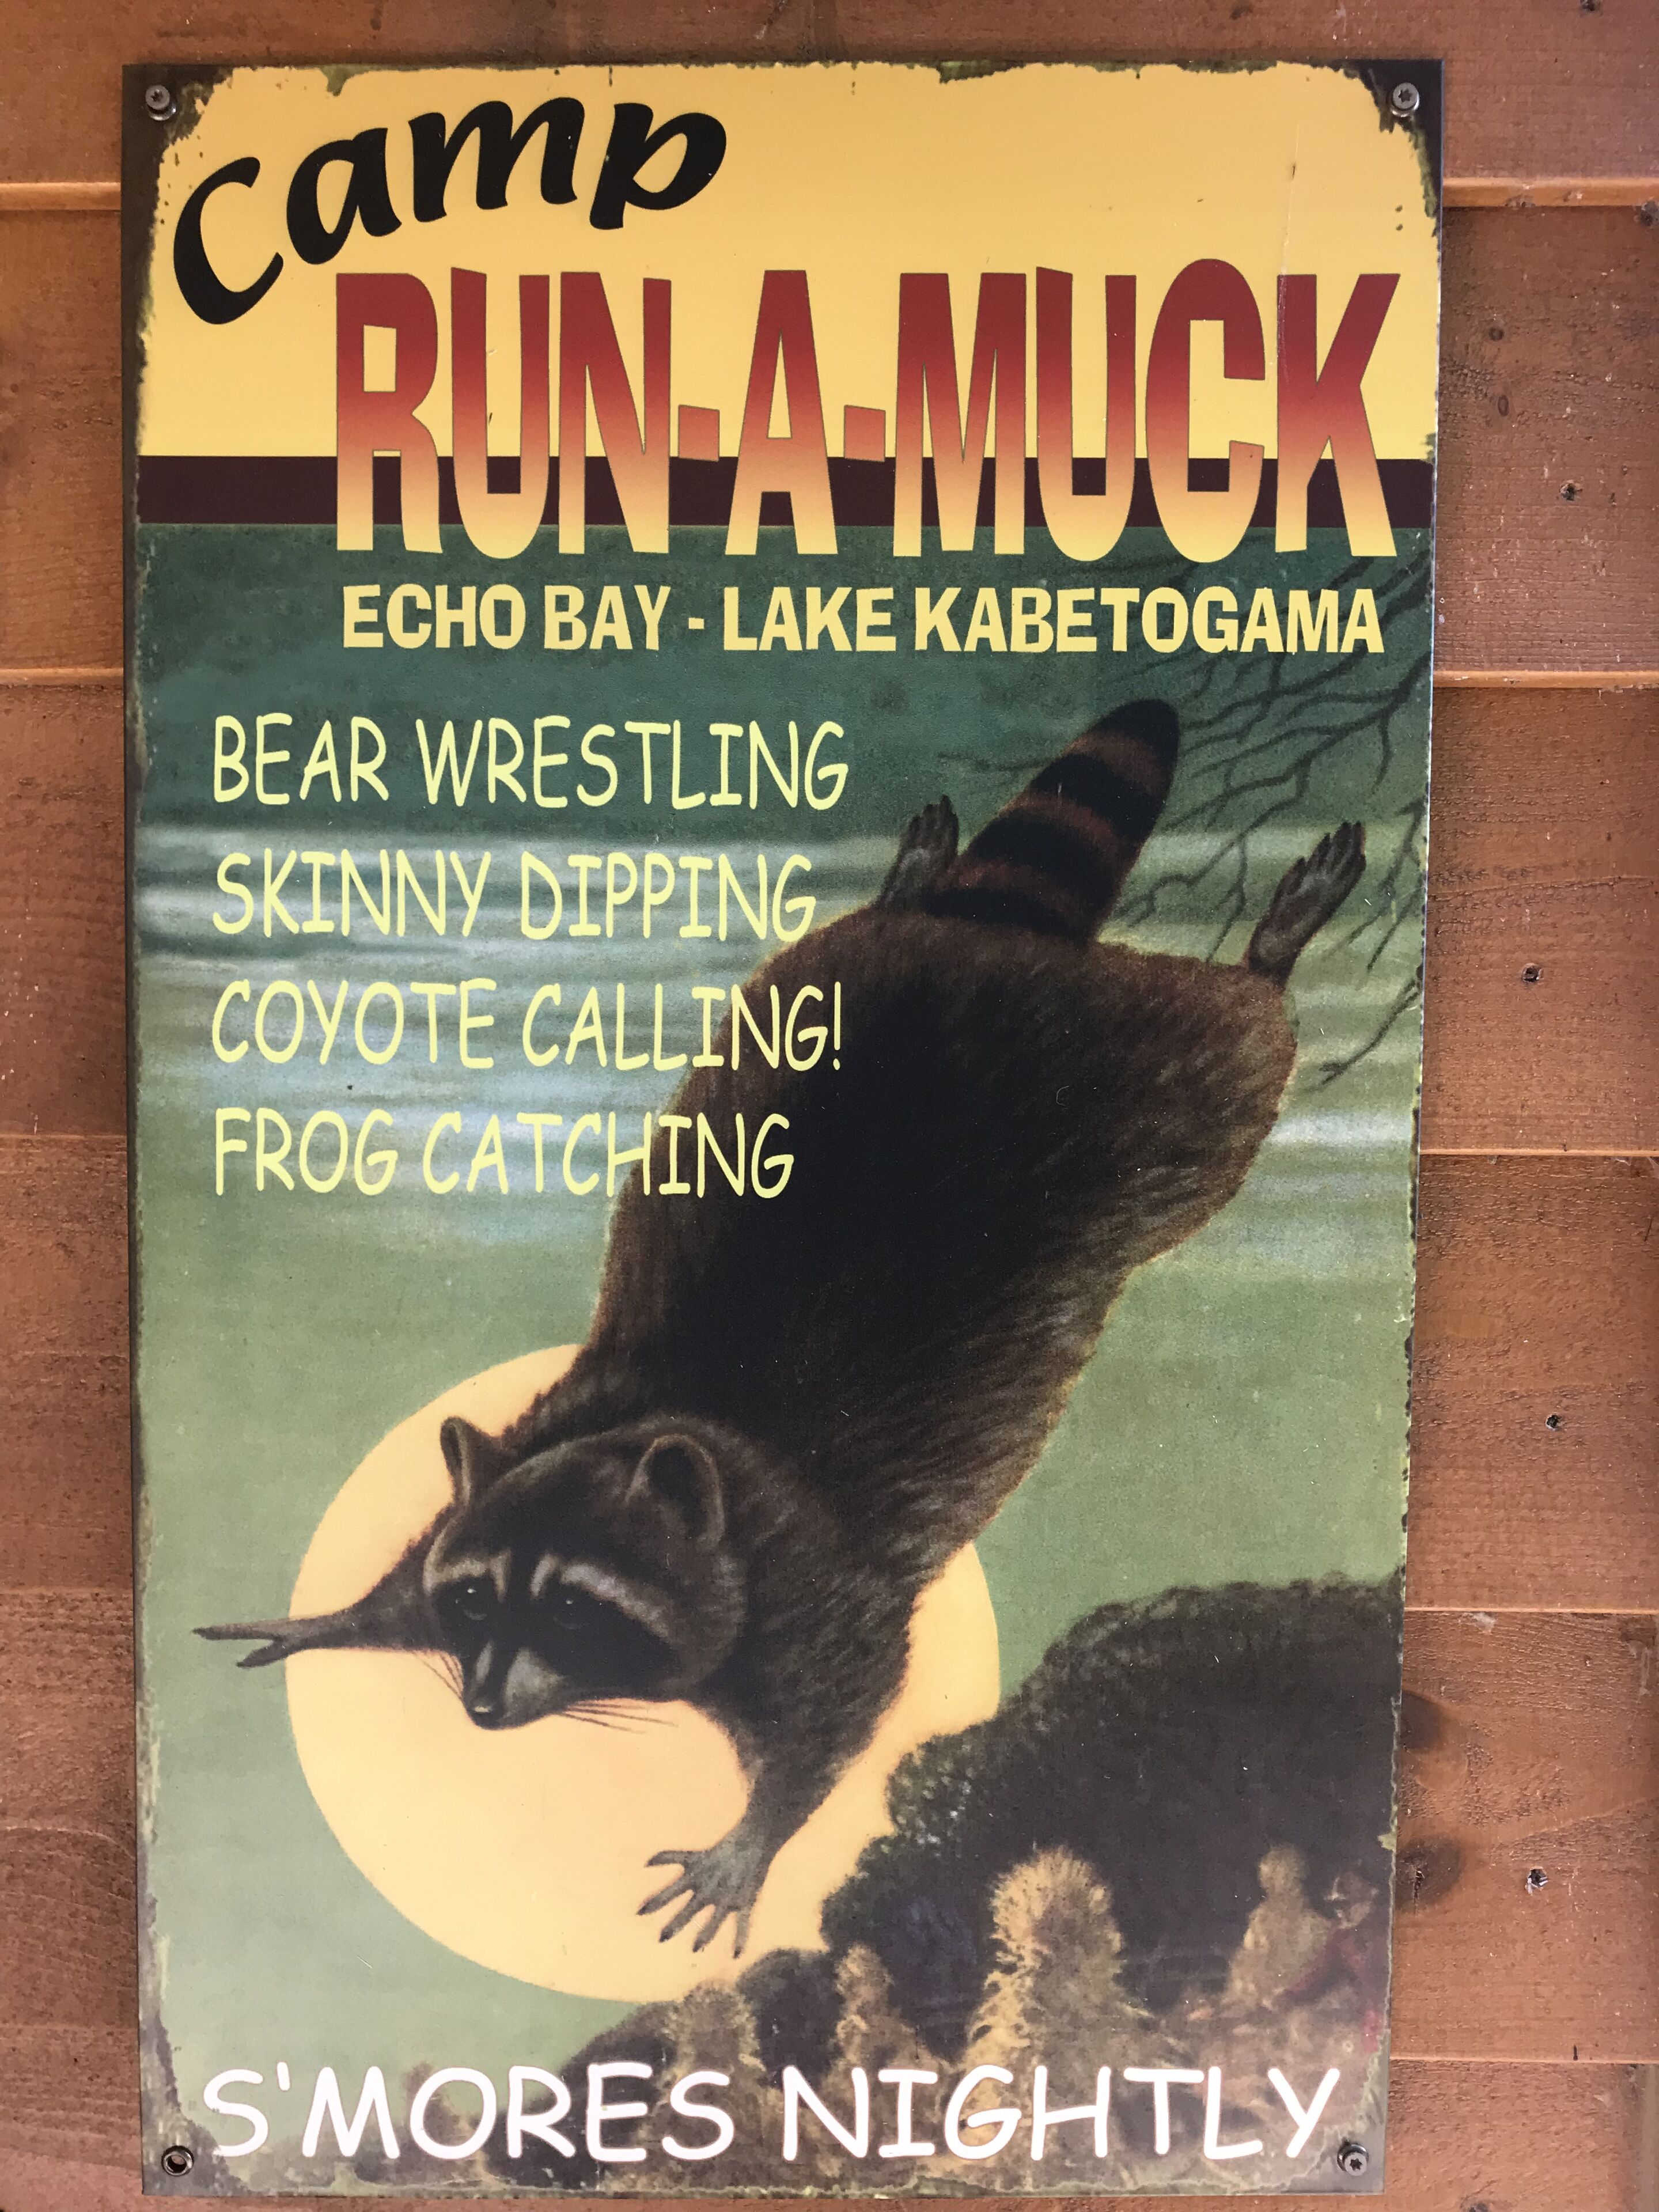 Camp
RUN-A-MUCK
ECHO BAY - LAKE KABETOGAMA
BEAR WRESTLING
SKINNY DIPPING
COYOTE CALLING!
FROG CATCHING
S'MORES NIGHTLY